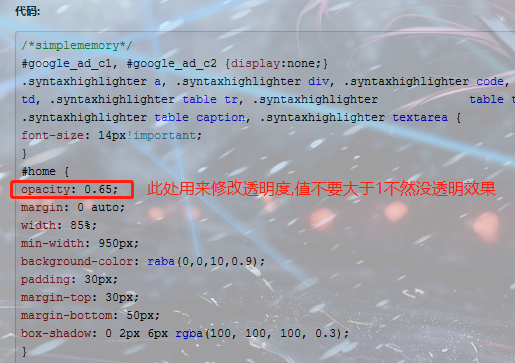 代码:
/*simplememory*/
#google_ad_c1, #google_ad_c2 {display:none;}
.syntaxhighlighter a, .syntaxhighlighter div, .syntaxhighlighter code,
td, .syntaxhighlighter table tr, .syntaxhighlighter table t
.syntaxhighlighter table caption, .syntaxhighlighter textarea {
font-size: 14px!important;
}
#home {
opacity: 0.65; 此处用来修改透明度,值不要大于1不然没透明效果
margin: 0 auto;
width: 85%;
min-width: 950px;
background-color: raba(0,0,10,0.9);
padding: 30px;
margin-top: 30px;
margin-bottom: 50px;
box-shadow: 0 2px 6px rgba(100, 100, 100, 0.3);
}